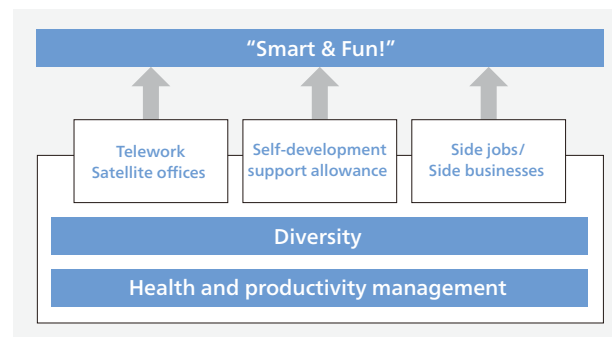 “Smart & Fun!”
Telework
Satellite offices
Self-development
support allowance
Side jobs/
Side businesses
Diversity
Health and productivity management